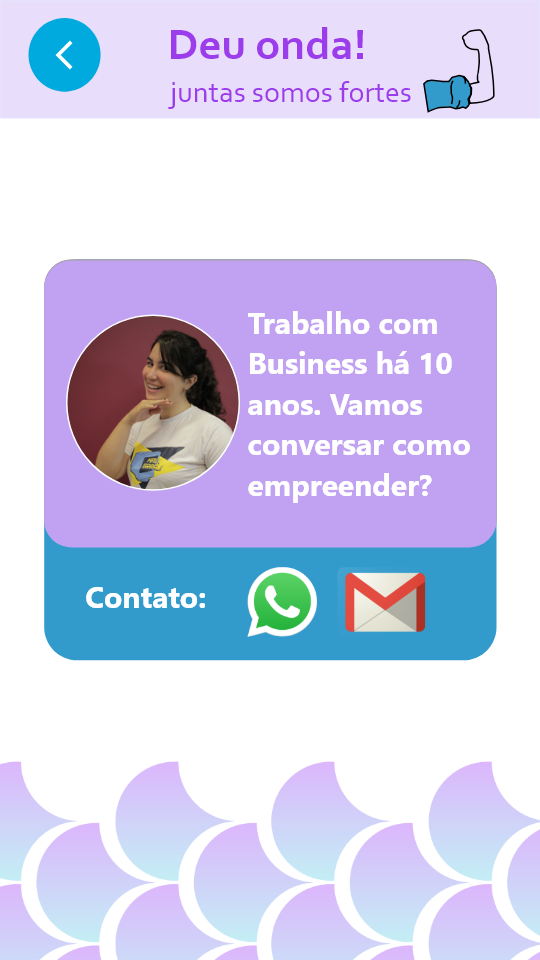 Deu onda!
juntas somos fortes
Trabalho com
Business há 10
anos. Vamos
conversar como
empreender?
Contato: